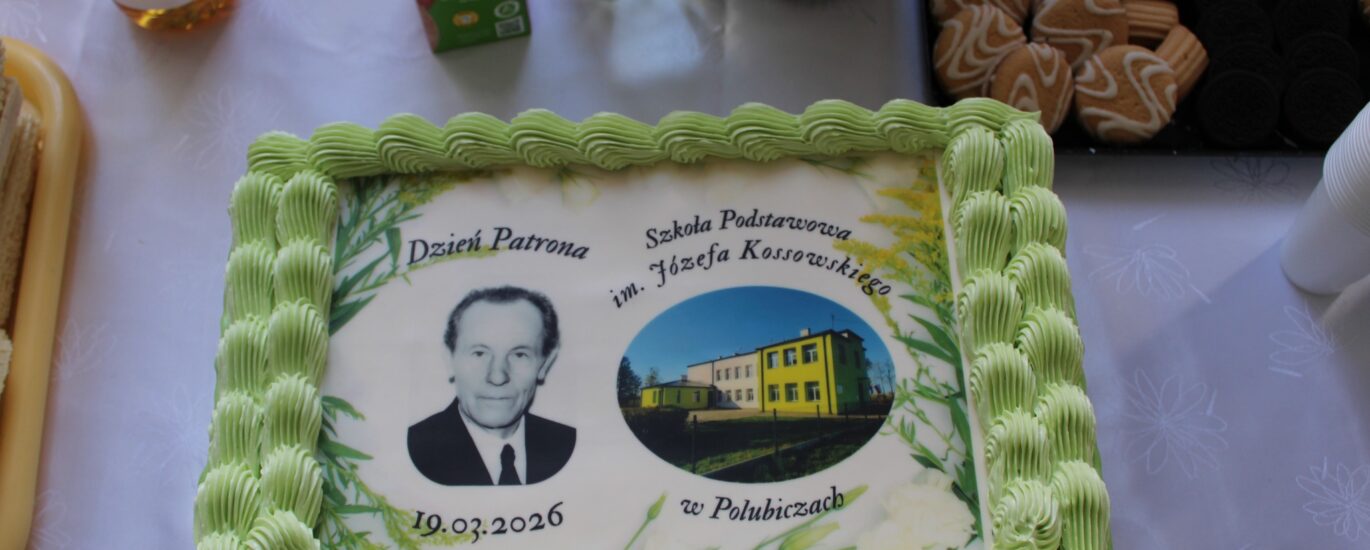 Dzień Patrona
19.03.2026
Szkoła Podstawowa
im. Józefa Kossowskiego
w Polubiczach